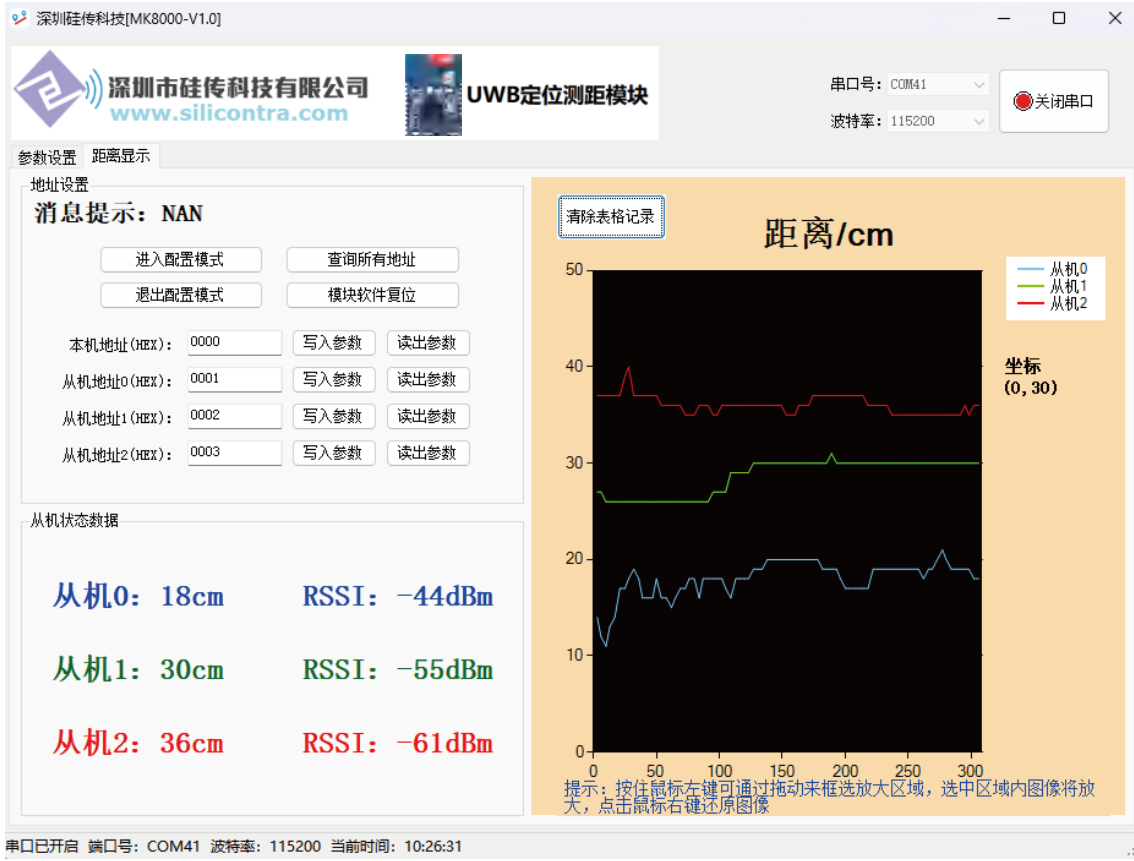 深圳硅传科技[MK8000-V1.0]
深圳市硅传科技有限公司
www.silicontra.com
UWB定位测距模块
串口号: COM41
波特率: 115200
关闭串口
参数设置 距离显示
地址设置
消息提示: NAN
进入配置模式 查询所有地址
退出配置模式 模块软件复位
本机地址(HEX): 0000 写入参数 读出参数
从机地址0(HEX): 0001 写入参数 读出参数
从机地址1(HEX): 0002 写入参数 读出参数
从机地址2(HEX): 0003 写入参数 读出参数
从机状态数据
从机0: 18cm RSSI: -44dBm
从机1: 30cm RSSI: -55dBm
从机2: 36cm RSSI: -61dBm
清除表格记录
距离/cm
50
40
30
20
10
0
0 50 100 150 200 250 300
从机0
从机1
从机2
坐标
(0,30)
提示: 按住鼠标左键可通过拖动来框选放大区域, 选中区域内图像将放
大, 点击鼠标右键还原图像
串口已开启 端口号: COM41 波特率: 115200 当前时间: 10:26:31